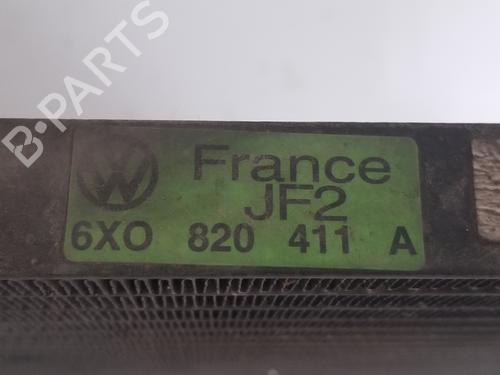 B-PARTS
France
JF2
6XO 820 411 A